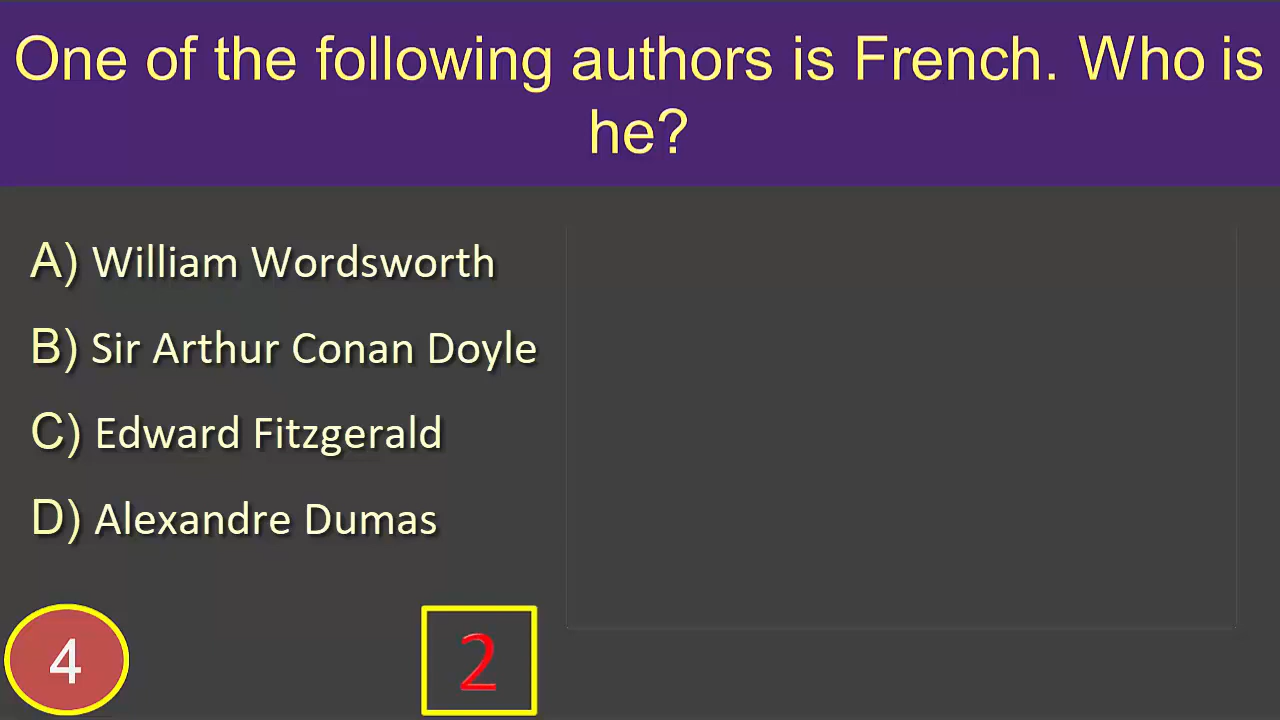 One of the following authors is French. Who is
he?
A) William Wordsworth
B) Sir Arthur Conan Doyle
C) Edward Fitzgerald
D) Alexandre Dumas
4
2